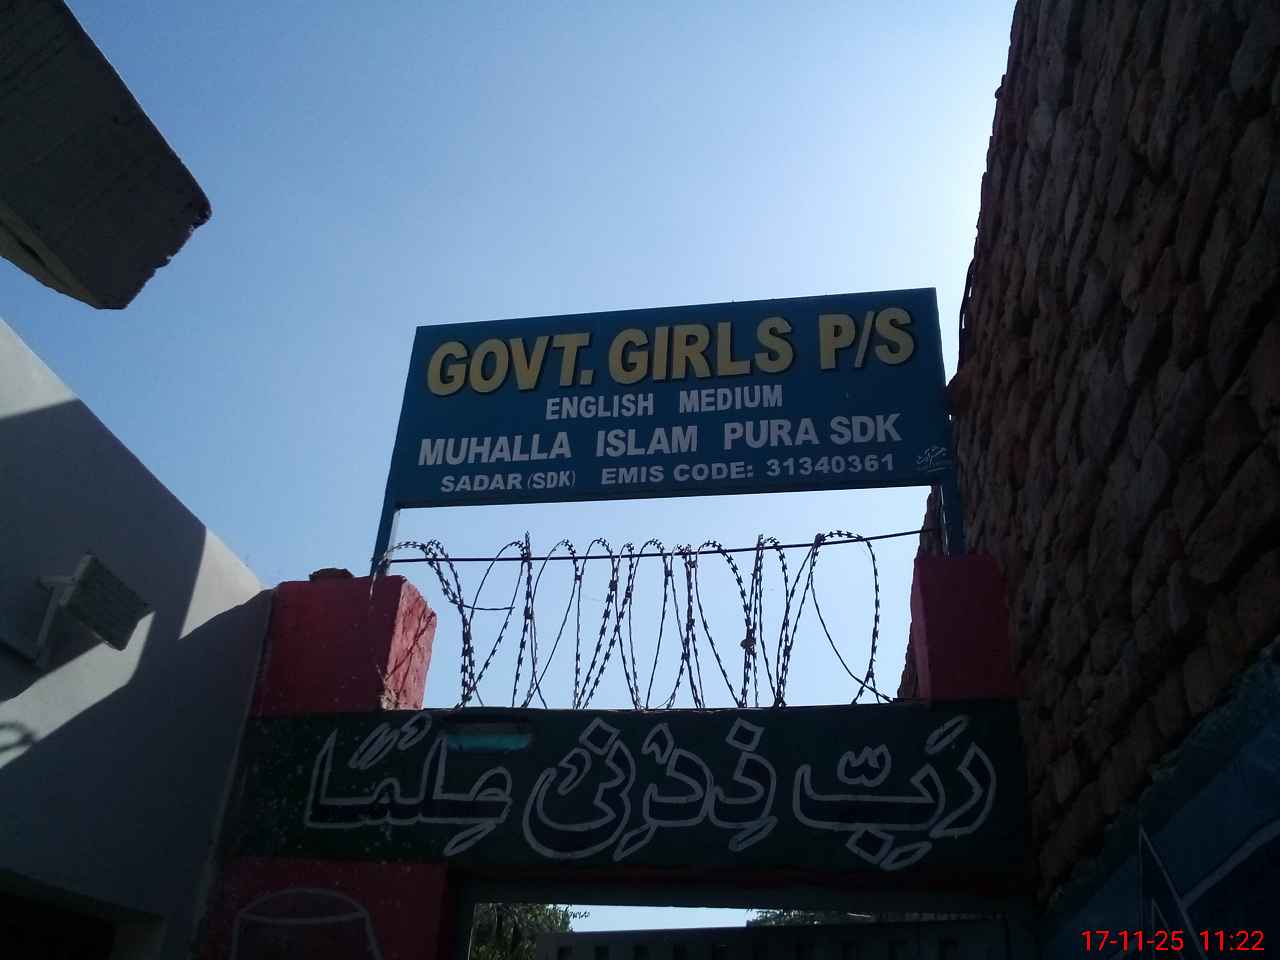 GOVT. GIRLS P/S
ENGLISH MEDIUM
MUHALLA ISLAM PURA SDK
SADAR (SDK) EMIS CODE: 31340361
رَبِّ زِدْنِی عِلْمًا
17-11-25 11:22